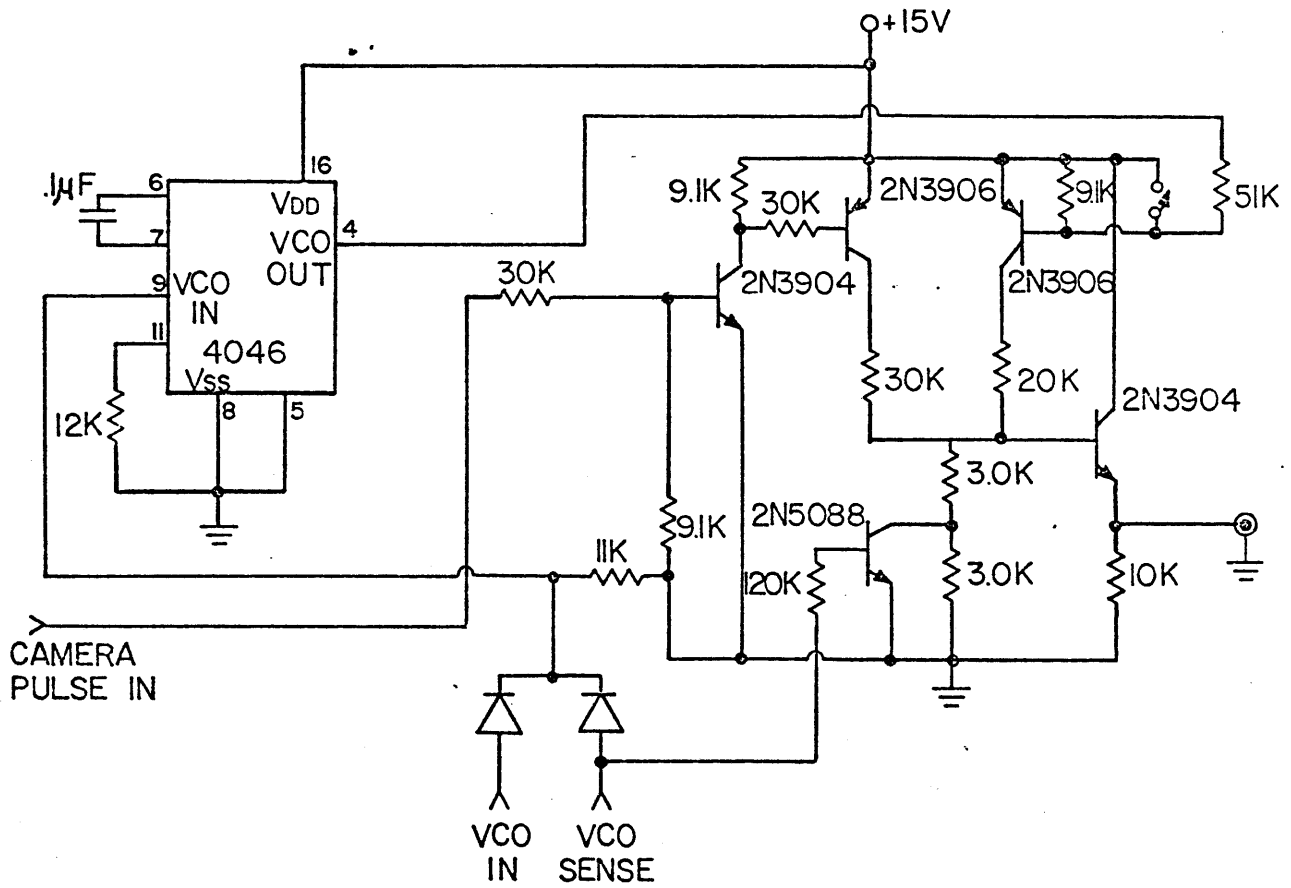 +15V
16
.1µF
6
VDD
7
VCO
OUT
4
9
VCO
IN
11
4046
VSS
8
5
12K
9.1K
30K
2N3906
9.1K
51K
30K
2N3904
2N3906
30K
20K
2N3904
3.0K
2N5088
9.1K
11K
120K
3.0K
10K
CAMERA
PULSE IN
VCO
IN
VCO
SENSE